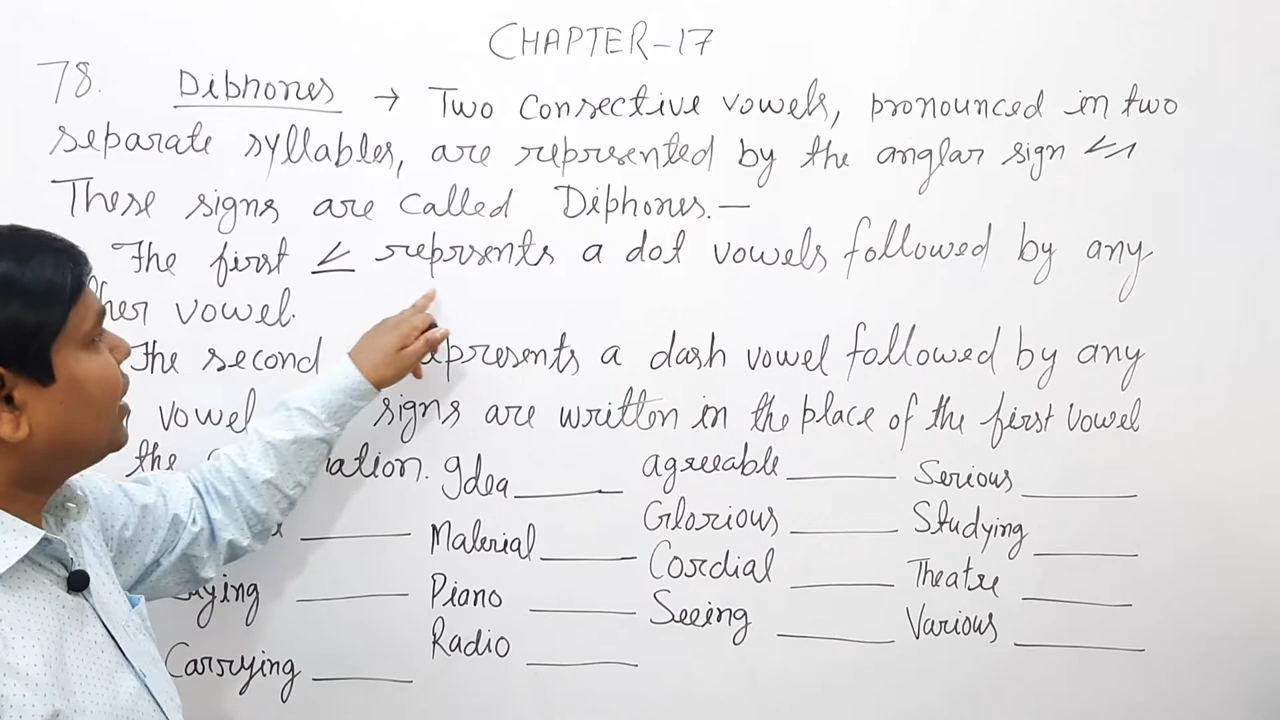 CHAPTER-17
78. Diphones → Two Consective vowels, pronounced in two
separate syllables, are represented by the anglar sign
These signs are called Diphones.—
The first represents a dot vowels followed by any
vowel.
The second represents a dash vowel followed by any
vowel signs are written in the place of the first vowel
the
Idea agreeable Serious
Material Glorious Studying
Piano Cordial Theatre
Radio Seeing Various
Carrying